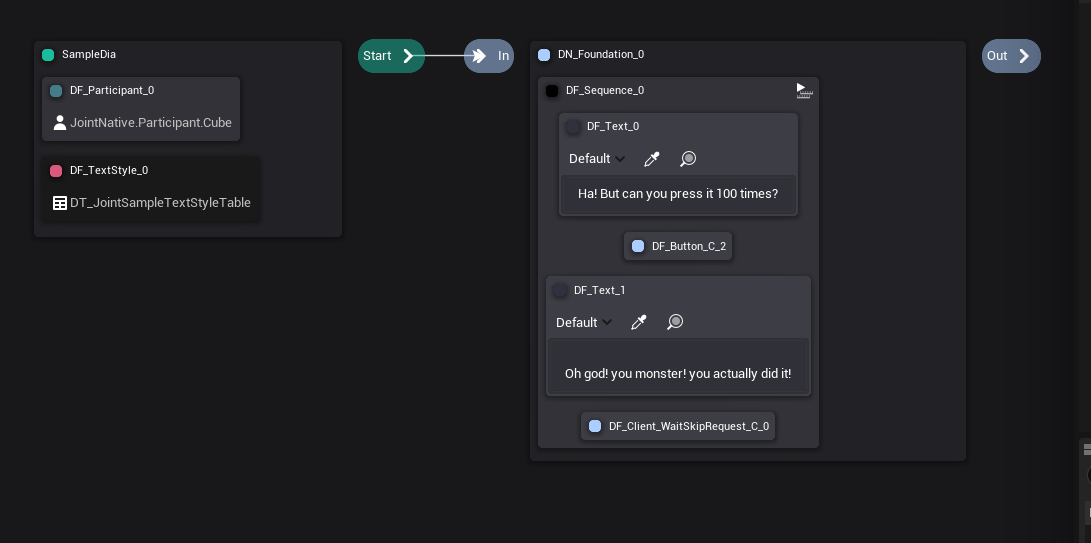 SampleDia
DF_Participant_0
JointNative.Participant.Cube
DF_TextStyle_0
DT_JointSampleTextStyleTable
Start
In
DN_Foundation_0
DF_Sequence_0
DF_Text_0
Default
Ha! But can you press it 100 times?
DF_Button_C_2
DF_Text_1
Default
Oh god! you monster! you actually did it!
DF_Client_WaitSkipRequest_C_0
Out